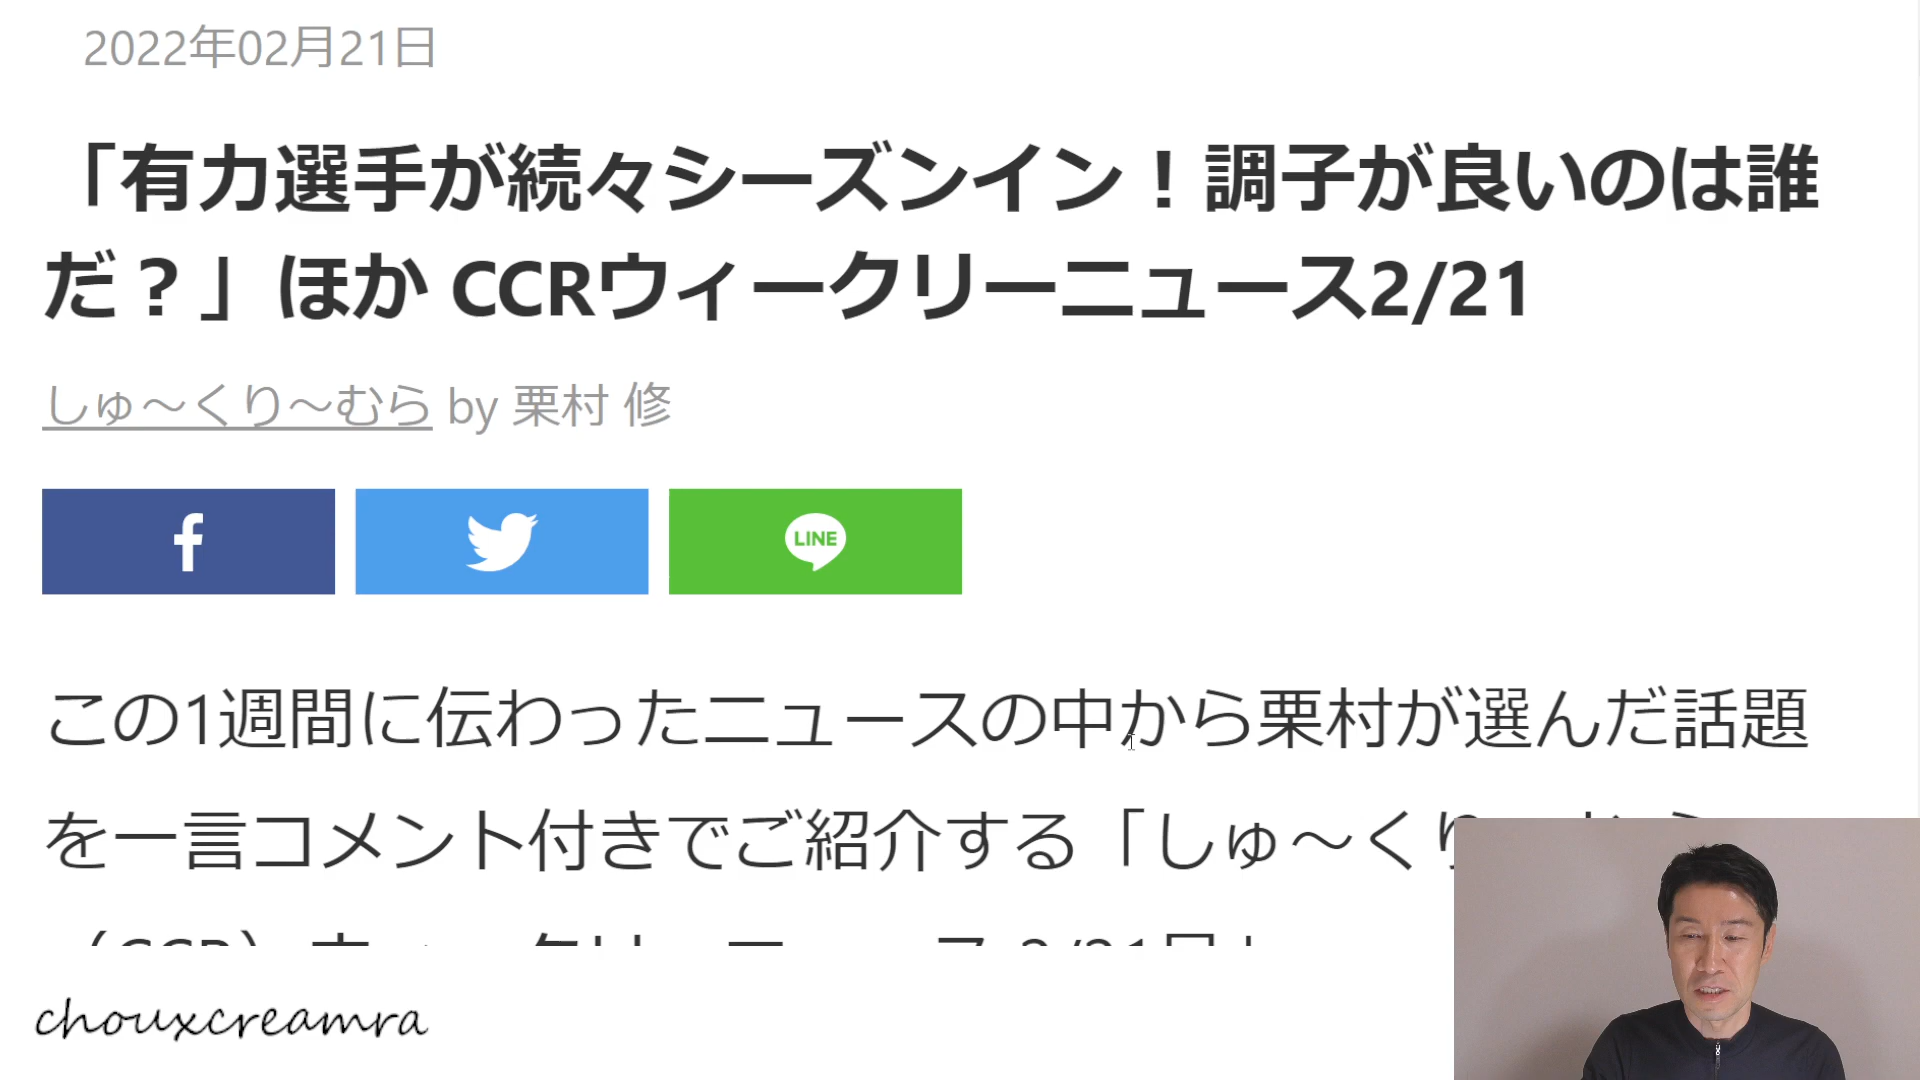 2022年02月21日
「有力選手が続々シーズンイン！調子が良いのは誰
だ？」ほか CCRウィークリーニュース2/21
しゅ〜くり〜むら by 栗村 修
f
LINE
この1週間に伝わったニュースの中から栗村が選んだ話題
を一言コメント付きでご紹介する「しゅ〜くり
chouxcreamra